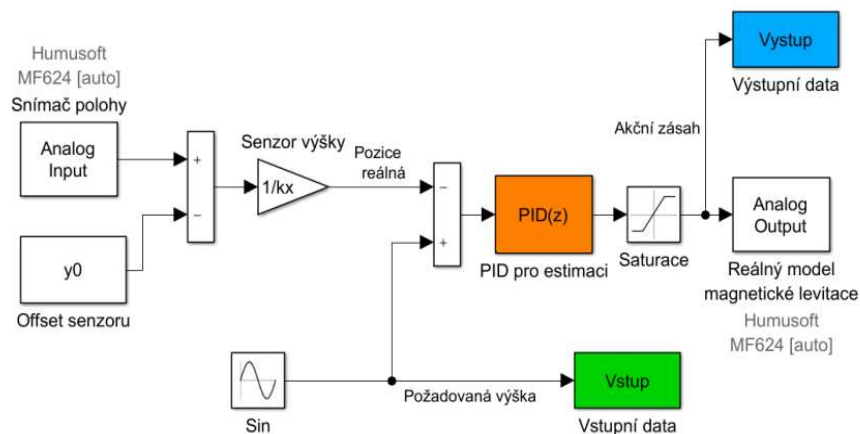 Humusoft
MF624 [auto]
Snímač polohy
Analog
Input
+
−
y0
Offset senzoru
Senzor výšky
1/kx
Pozice
reálná
−
+
PID(z)
PID pro estimaci
Saturace
Akční zásah
Vystup
Výstupní data
Analog
Output
Reálný model
magnetické levitace
Humusoft
MF624 [auto]
Sin
Požadovaná výška
Vstup
Vstupní data